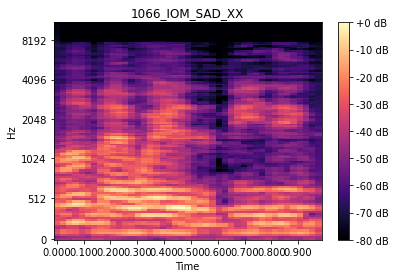 1066_IOM_SAD_XX
+0 dB
8192
-10 dB
4096
-20 dB
-30 dB
Hz
2048
-40 dB
1024
-50 dB
-60 dB
512
-70 dB
0
-80 dB
0.0000.1000.2000.3000.4000.5000.6000.7000.8000.900
Time